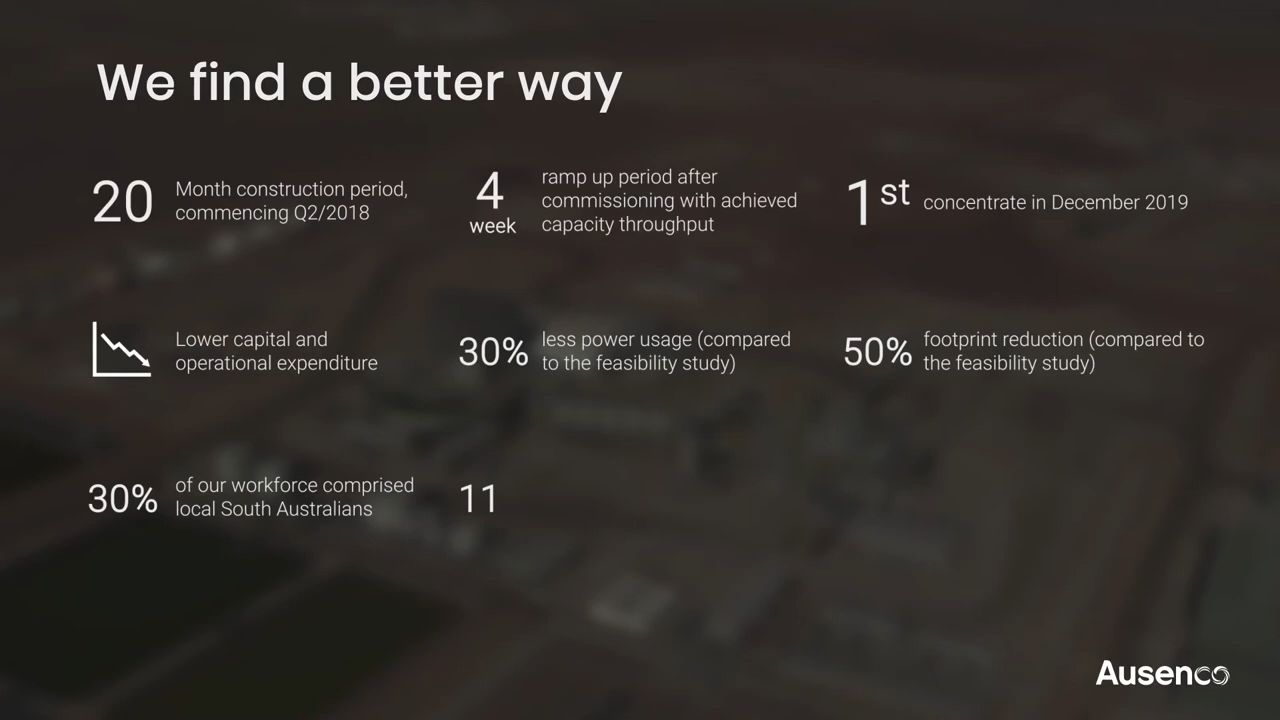 We find a better way
20
Month construction period,
commencing Q2/2018
4
week
ramp up period after
commissioning with achieved
capacity throughput
1st
concentrate in December 2019
Lower capital and
operational expenditure
30%
less power usage (compared
to the feasibility study)
50%
footprint reduction (compared to
the feasibility study)
30%
of our workforce comprised
local South Australians
11
Ausenco